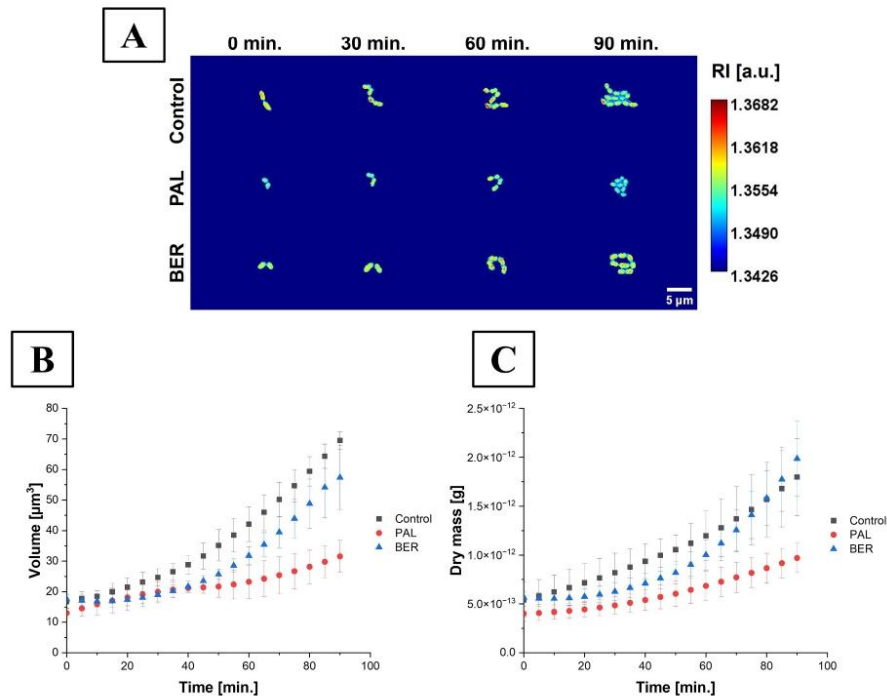 A
0 min. 30 min. 60 min. 90 min.
RI [a.u.]
Control
PAL
BER
1.3682
1.3618
1.3554
1.3490
1.3426
5 µm
B
Volume [µm³]
80
70
60
50
40
30
20
10
0
0 20 40 60 80 100
Time [min.]
Control
PAL
BER
C
Dry mass [g]
2.5×10⁻¹²
2.0×10⁻¹²
1.5×10⁻¹²
1.0×10⁻¹²
5.0×10⁻¹³
0 20 40 60 80 100
Time [min.]
Control
PAL
BER